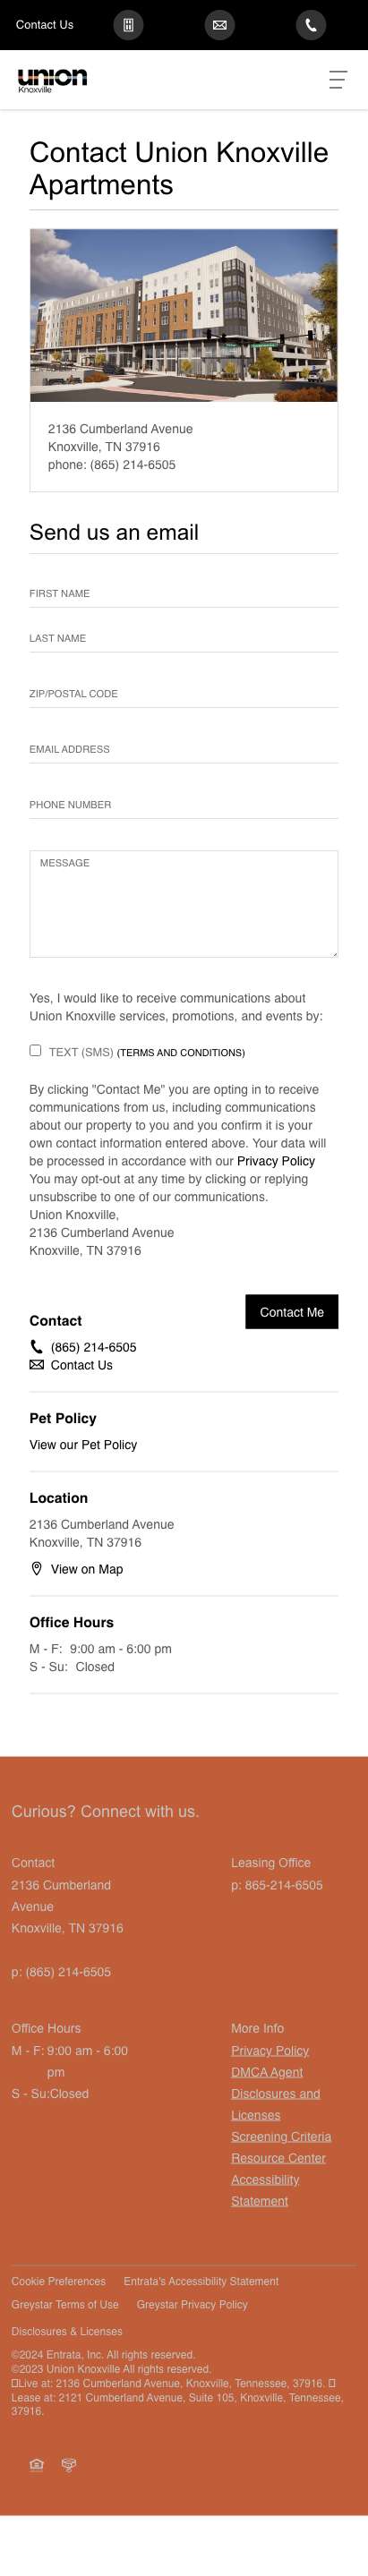 Contact Us
union
Knoxville
Contact Union Knoxville
Apartments
2136 Cumberland Avenue
Knoxville, TN 37916
phone: (865) 214-6505
Send us an email
FIRST NAME
LAST NAME
ZIP/POSTAL CODE
EMAIL ADDRESS
PHONE NUMBER
MESSAGE
Yes, I would like to receive communications about
Union Knoxville services, promotions, and events by:
TEXT (SMS) (TERMS AND CONDITIONS)
By clicking "Contact Me" you are opting in to receive
communications from us, including communications
about our property to you and you confirm it is your
own contact information entered above. Your data will
be processed in accordance with our Privacy Policy
You may opt-out at any time by clicking or replying
unsubscribe to one of our communications.
Union Knoxville,
2136 Cumberland Avenue
Knoxville, TN 37916
Contact Me
Contact
(865) 214-6505
Contact Us
Pet Policy
View our Pet Policy
Location
2136 Cumberland Avenue
Knoxville, TN 37916
View on Map
Office Hours
M - F: 9:00 am - 6:00 pm
S - Su: Closed
Curious? Connect with us.
Contact
2136 Cumberland
Avenue
Knoxville, TN 37916
p: (865) 214-6505
Leasing Office
p: 865-214-6505
Office Hours
M - F: 9:00 am - 6:00
pm
S - Su:Closed
More Info
Privacy Policy
DMCA Agent
Disclosures and
Licenses
Screening Criteria
Resource Center
Accessibility
Statement
Cookie Preferences Entrata's Accessibility Statement
Greystar Terms of Use Greystar Privacy Policy
Disclosures & Licenses
©2024 Entrata, Inc. All rights reserved.
©2023 Union Knoxville All rights reserved.
Live at: 2136 Cumberland Avenue, Knoxville, Tennessee, 37916.
Lease at: 2121 Cumberland Avenue, Suite 105, Knoxville, Tennessee,
37916.